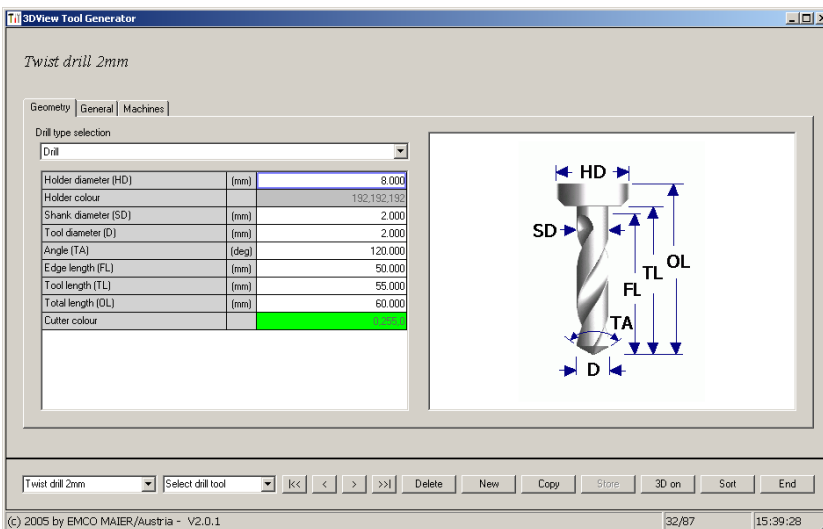 3DView Tool Generator
Twist drill 2mm
Geometry General Machines
Drill type selection
Drill
Holder diameter (HD) (mm) 8.000
Holder colour 192,192,192
Shank diameter (SD) (mm) 2.000
Tool diameter (D) (mm) 2.000
Angle (TA) (deg) 120.000
Edge length (FL) (mm) 50.000
Tool length (TL) (mm) 55.000
Total length (OL) (mm) 60.000
Cutter colour 0,255,0
HD
SD
OL
TL
FL
TA
D
Twist drill 2mm Select drill tool |<< < > >>| Delete New Copy Store 3D on Sort End
(c) 2005 by EMCO MAIER/Austria - V2.0.1 32/87 15:39:28